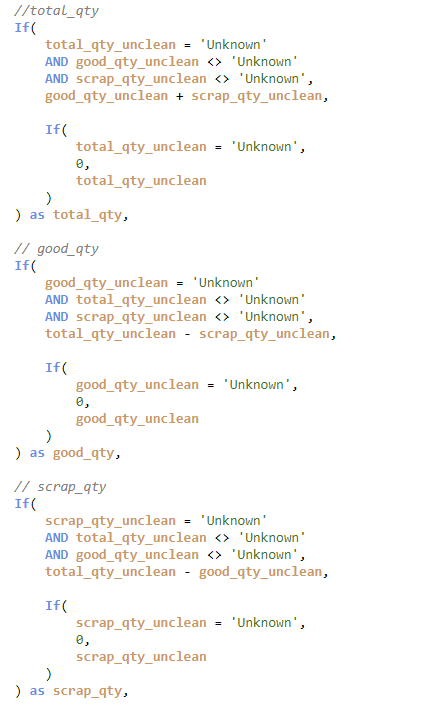 //total_qty
If(
    total_qty_unclean = 'Unknown'
    AND good_qty_unclean <> 'Unknown'
    AND scrap_qty_unclean <> 'Unknown',
    good_qty_unclean + scrap_qty_unclean,

    If(
        total_qty_unclean = 'Unknown',
        0,
        total_qty_unclean
    )
) as total_qty,

// good_qty
If(
    good_qty_unclean = 'Unknown'
    AND total_qty_unclean <> 'Unknown'
    AND scrap_qty_unclean <> 'Unknown',
    total_qty_unclean - scrap_qty_unclean,

    If(
        good_qty_unclean = 'Unknown',
        0,
        good_qty_unclean
    )
) as good_qty,

// scrap_qty
If(
    scrap_qty_unclean = 'Unknown'
    AND total_qty_unclean <> 'Unknown'
    AND good_qty_unclean <> 'Unknown',
    total_qty_unclean - good_qty_unclean,

    If(
        scrap_qty_unclean = 'Unknown',
        0,
        scrap_qty_unclean
    )
) as scrap_qty,